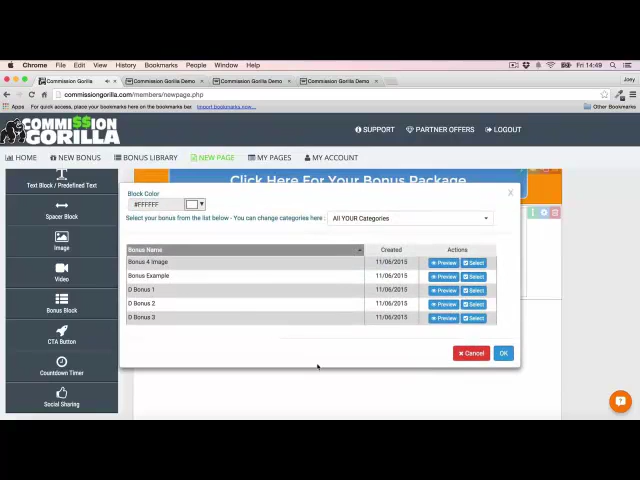 Chrome File Edit View History Bookmarks People Window Help
Fri 14:49
Commission Gorilla
Commission Gorilla Demo
Commission Gorilla Demo
Commission Gorilla Demo
Joey
commissiongorilla.com/members/newpage.php
Apps For quick access, place your bookmarks here on the bookmarks bar. Import bookmarks now...
Other Bookmarks
COMMI$$ION
GORILLA
SUPPORT PARTNER OFFERS LOGOUT
HOME NEW BONUS BONUS LIBRARY NEW PAGE MY PAGES MY ACCOUNT
Click Here For Your Bonus Package
Text Block / Predefined Text
Spacer Block
Image
Video
Bonus Block
CTA Button
Countdown Timer
Social Sharing
Block Color
X
#FFFFFF
Select your bonus from the list below - You can change categories here :
All YOUR Categories
Bonus Name Created Actions
Bonus 4 Image 11/06/2015 Preview Select
Bonus Example 11/06/2015 Preview Select
D Bonus 1 11/06/2015 Preview Select
D Bonus 2 11/06/2015 Preview Select
D Bonus 3 11/06/2015 Preview Select
Cancel OK